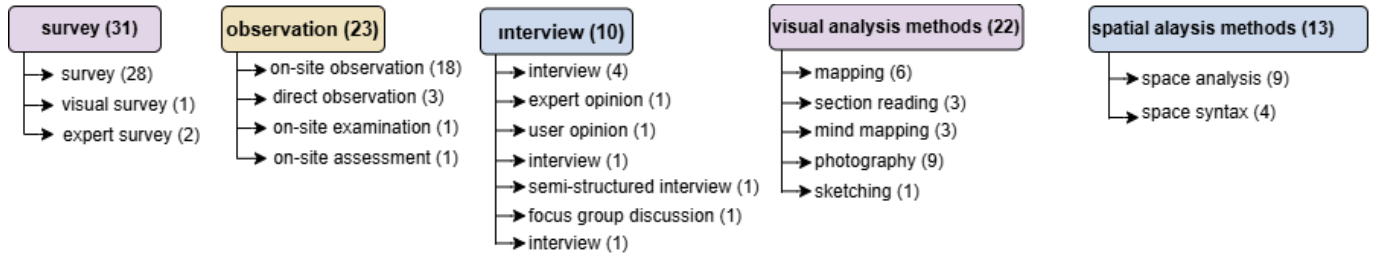 survey (31)
survey (28)
visual survey (1)
expert survey (2)
observation (23)
on-site observation (18)
direct observation (3)
on-site examination (1)
on-site assessment (1)
ınterview (10)
interview (4)
expert opinion (1)
user opinion (1)
interview (1)
semi-structured interview (1)
focus group discussion (1)
interview (1)
visual analysis methods (22)
mapping (6)
section reading (3)
mind mapping (3)
photography (9)
sketching (1)
spatial alaysis methods (13)
space analysis (9)
space syntax (4)